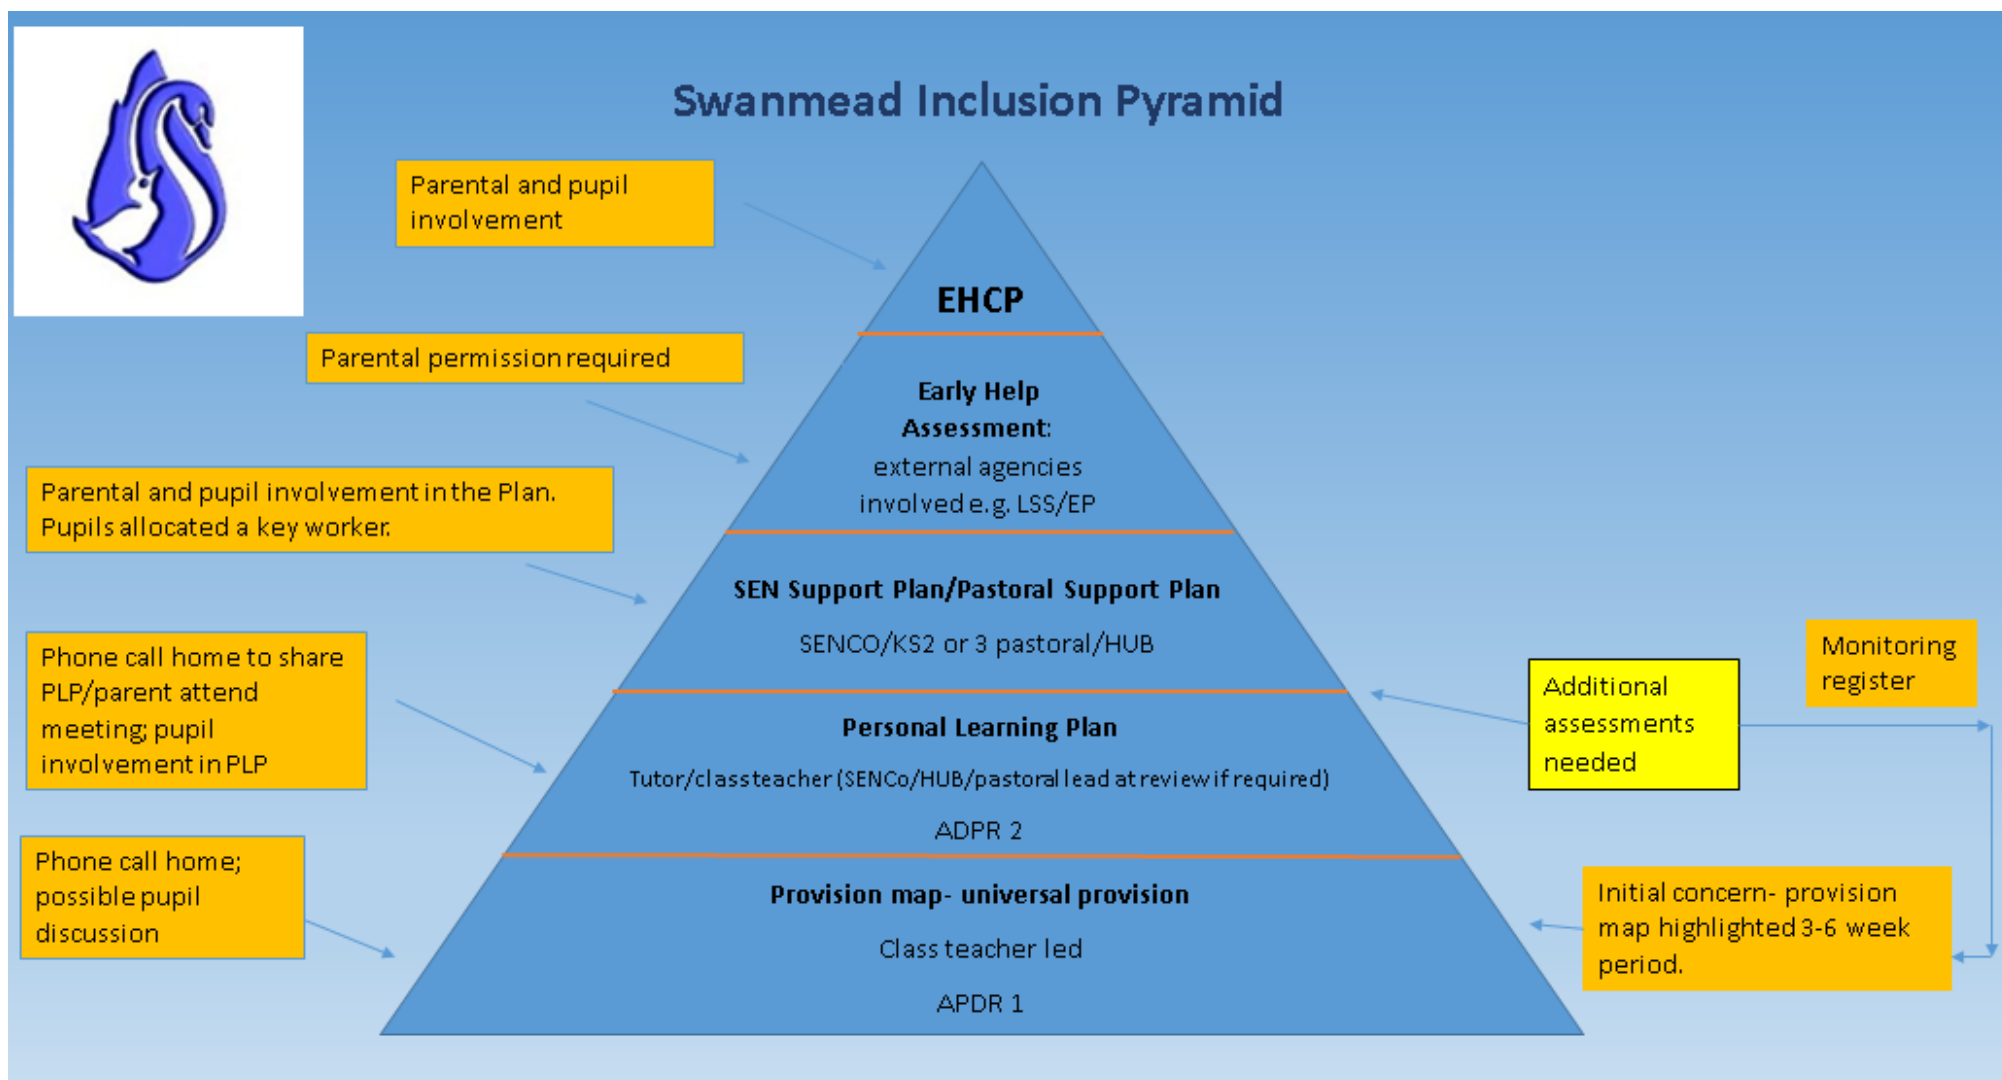 Swanmead Inclusion Pyramid
Parental and pupil
involvement
EHCP
Parental permission required
Early Help
Assessment:
external agencies
involved e.g. LSS/EP
Parental and pupil involvement in the Plan.
Pupils allocated a key worker.
SEN Support Plan/Pastoral Support Plan
SENCO/KS2 or 3 pastoral/HUB
Phone call home to share
PLP/parent attend
meeting; pupil
involvement in PLP
Personal Learning Plan
Tutor/class teacher (SENCo/HUB/pastoral lead at review if required)
ADPR 2
Additional
assessments
needed
Monitoring
register
Phone call home;
possible pupil
discussion
Provision map- universal provision
Class teacher led
APDR 1
Initial concern- provision
map highlighted 3-6 week
period.